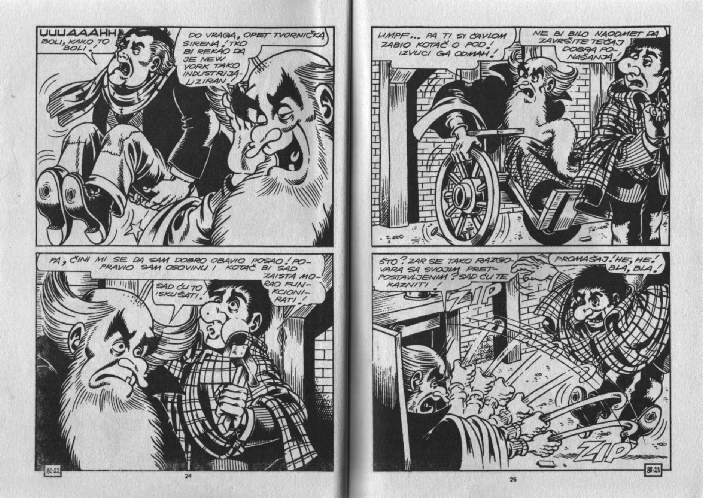 UUUAAAHH!
BOLI, KAKO TO
BOLI!
DO VRAGA, OPET TVORNIČKA
SIRENA! TKO
BI REKAO DA
JE NEW
YORK TAKO
INDUSTRIJA-
LIZIRAN!
PA, ČINI MI SE DA SAM DOBRO OBAVIO POSAO! PO-
PRAVIO SAM OSOVINU I KOTAČ BI SAD
ZAISTA MO-
RAO FUN-
KCIONI-
RATI!
SAD ĆU TO
ISKUŠATI!
24
UMPF... PA TI SI ČAVLOM
ZABIO KOTAČ O POD!
IZVUCI GA ODMAH!
NE BI BILO NAODMET DA
ZAVRŠITE TEČAJ
DOBRA PO-
NAŠANJA.
ŠTO? ZAR SE TAKO RAZGO-
VARA SA SVOJIM PRET-
POSTAVLJENIM? SAD ĆU TE
KAZNITI!
PROMAŠAJ! HE, HE!
BLA, BLA!
ZIP
ZIP
25